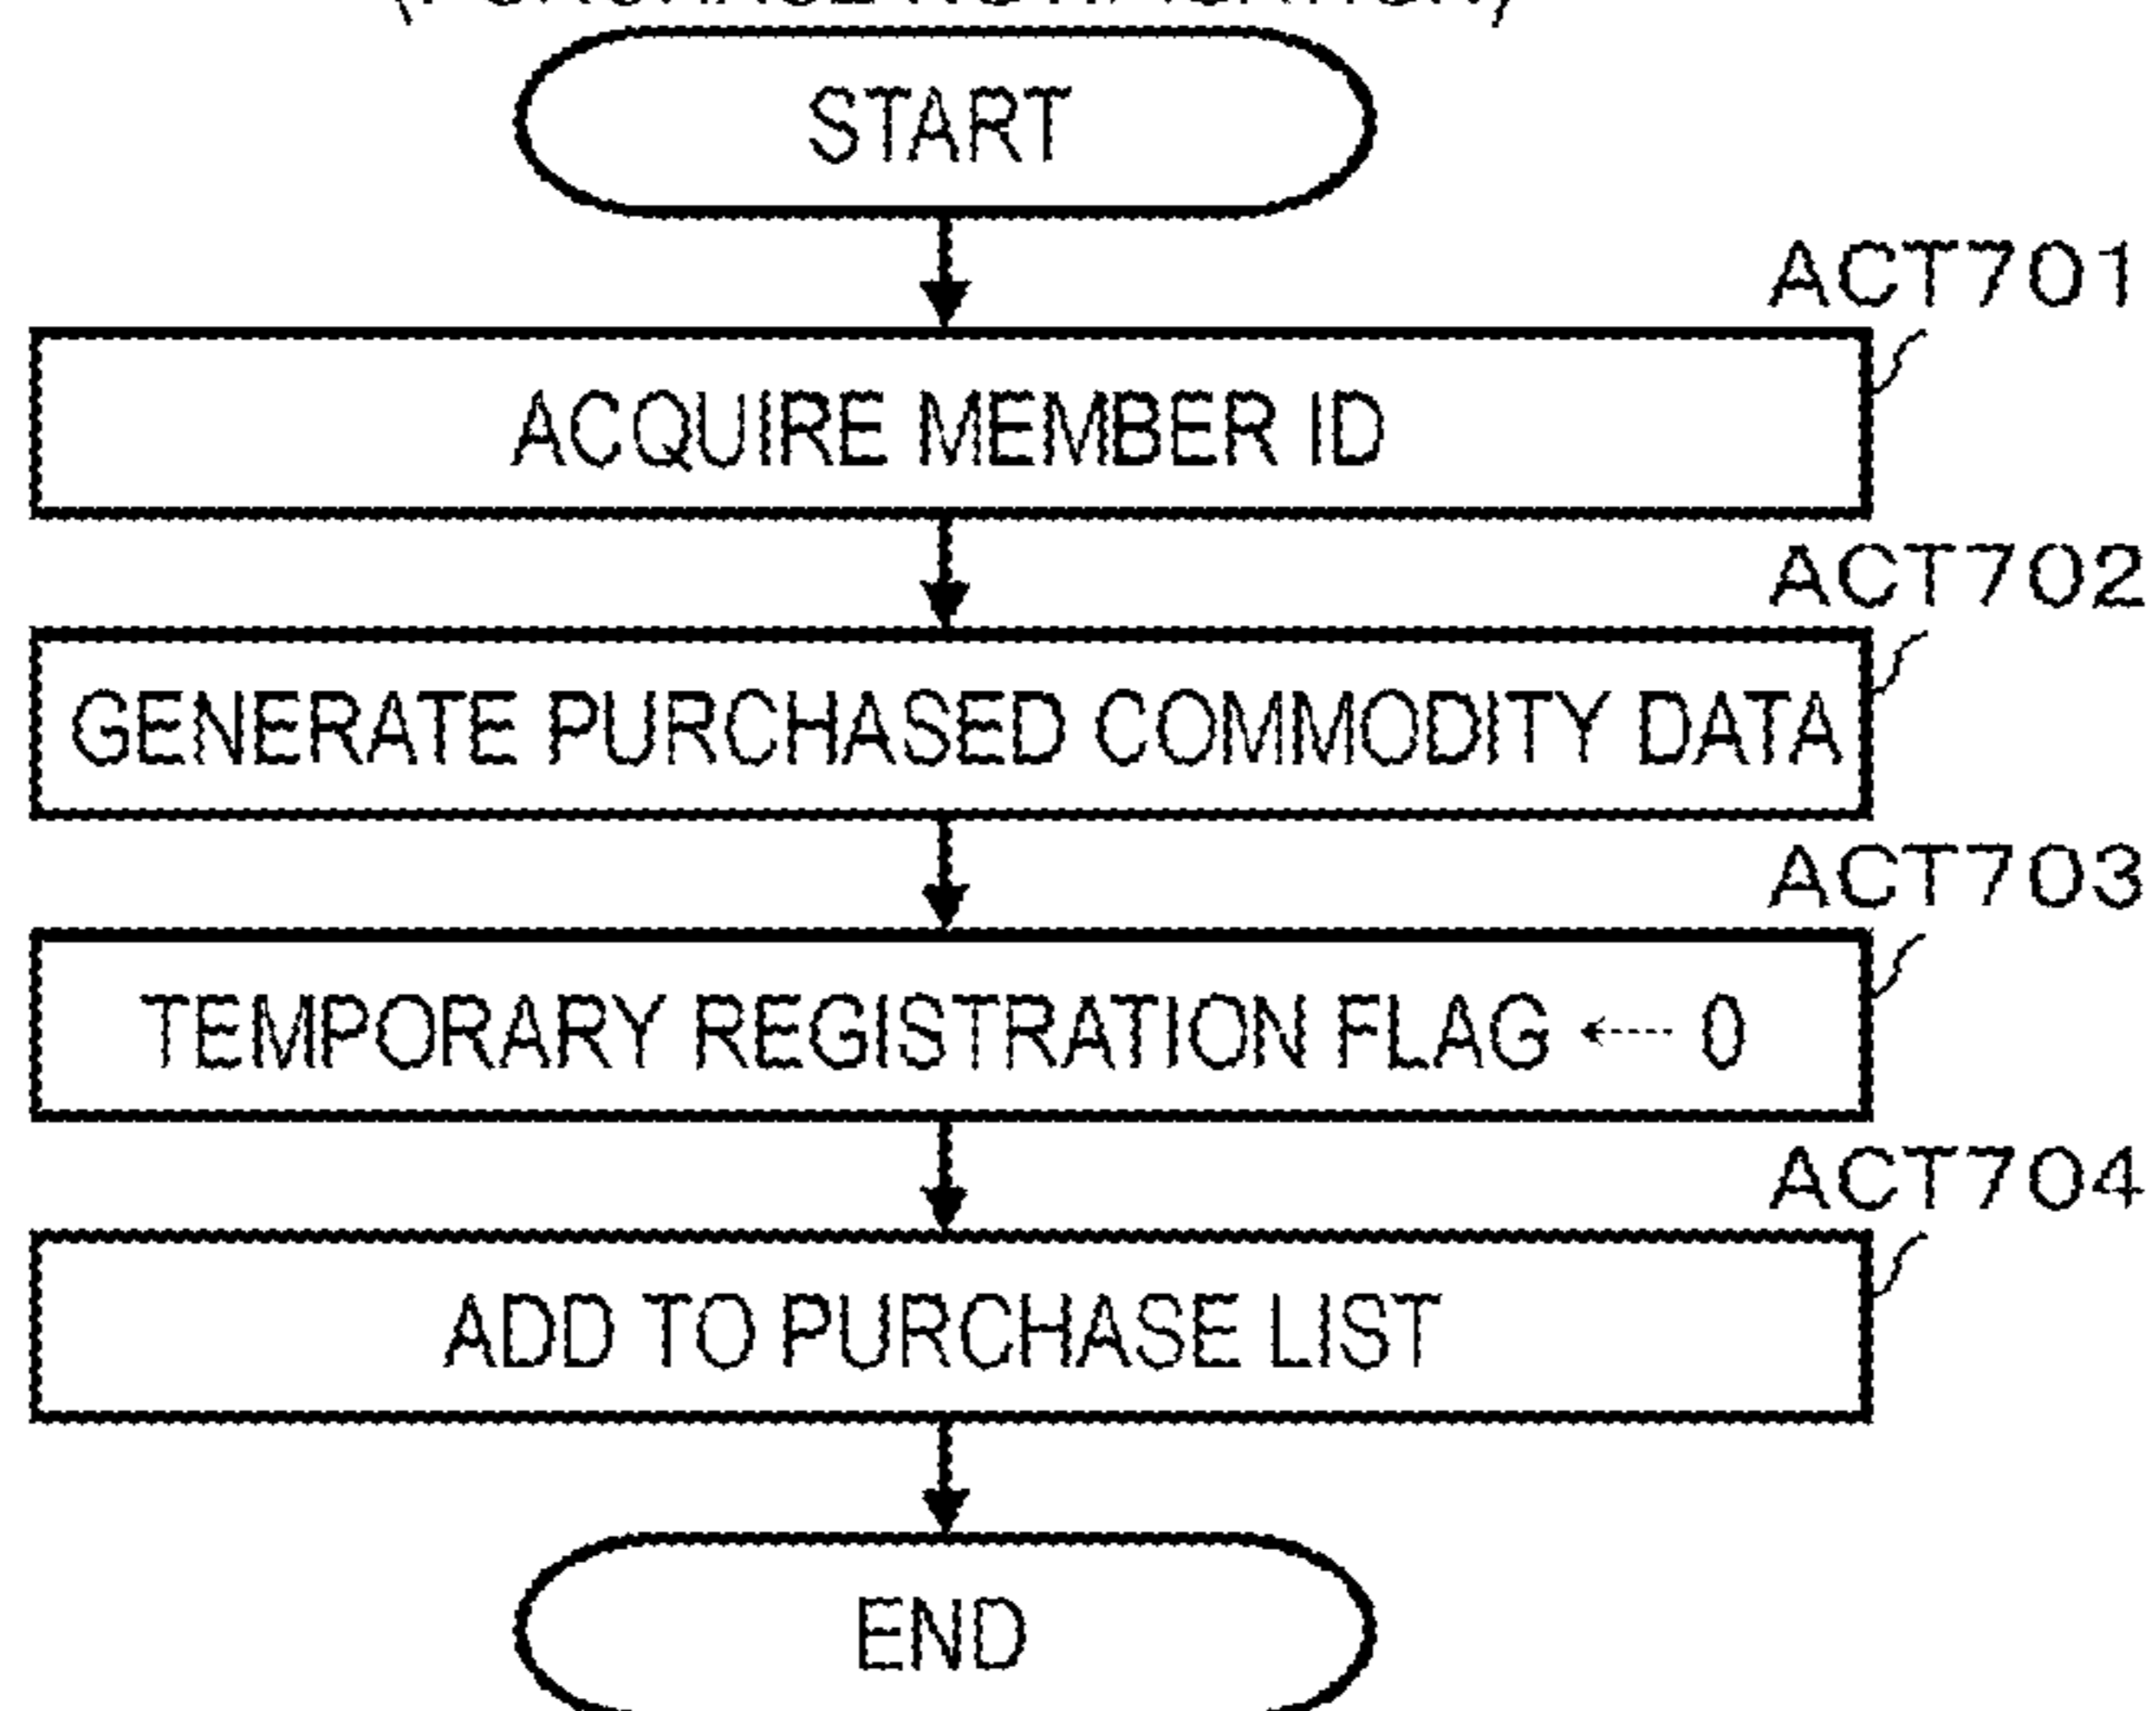 START
ACT701
ACQUIRE MEMBER ID
ACT702
GENERATE PURCHASED COMMODITY DATA
ACT703
TEMPORARY REGISTRATION FLAG ← 0
ACT704
ADD TO PURCHASE LIST
END